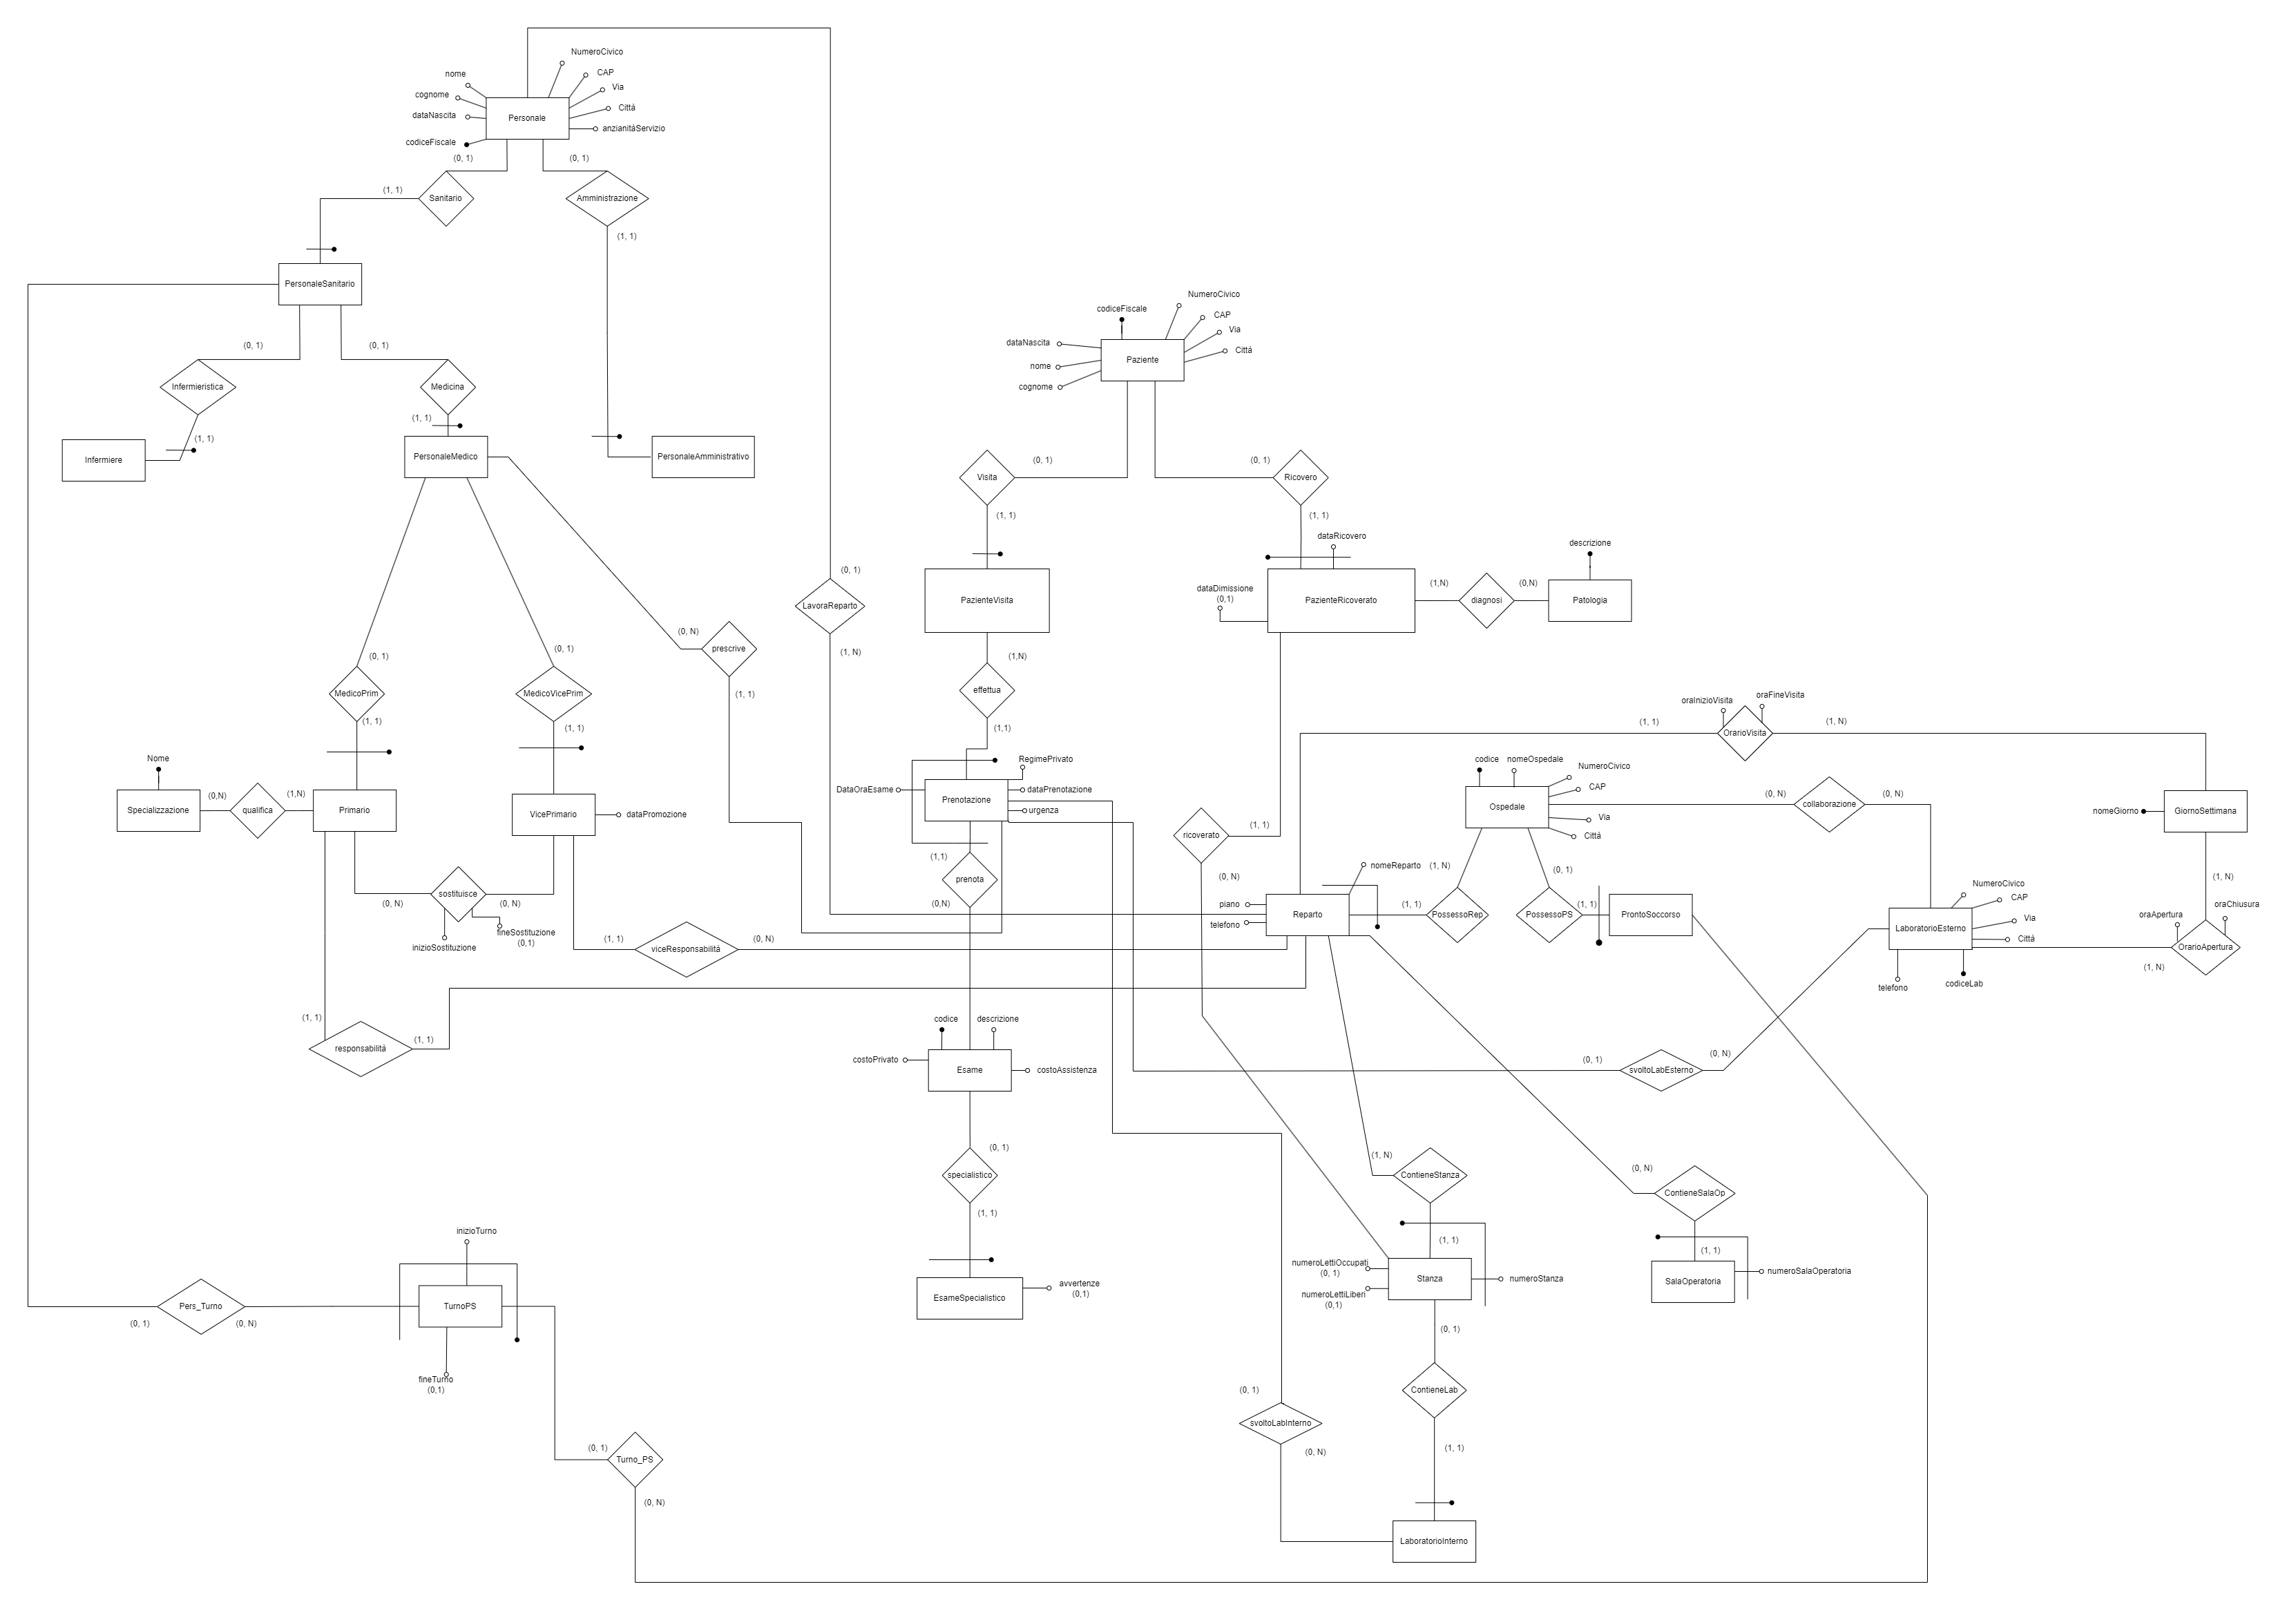 NumeroCivico
nome
CAP
Via
cognome
Città
dataNascita
Personale
anzianitàServizio
codiceFiscale
(0, 1)
(0, 1)
(1, 1)
Sanitario
Amministrazione
(1, 1)
PersonaleSanitario
(0, 1)
(0, 1)
Infermieristica
Medicina
(1, 1)
(1, 1)
Infermiere
PersonaleMedico
PersonaleAmministrativo
NumeroCivico
codiceFiscale
CAP
Via
dataNascita
Città
Paziente
nome
cognome
(0, 1)
(0, 1)
Visita
Ricovero
(1, 1)
(1, 1)
dataRicovero
descrizione
(0, 1)
dataDimissione
(0,1)
(1,N)
(0,N)
LavoraReparto
PazienteVisita
PazienteRicoverato
diagnosi
Patologia
(0, N)
prescrive
(1, N)
(0, 1)
(0, 1)
(1,N)
MedicoPrim
MedicoVicePrim
(1, 1)
effettua
(1, 1)
(1, 1)
(1,1)
oraInizioVisita
oraFineVisita
(1, 1)
(1, N)
OrarioVisita
Nome
RegimePrivato
codice
nomeOspedale
NumeroCivico
CAP
DataOraEsame
dataPrenotazione
(0,N)
(1,N)
Prenotazione
urgenza
(0, N)
(0, N)
Specializzazione
qualifica
Primario
VicePrimario
dataPromozione
Ospedale
collaborazione
nomeGiorno
GiornoSettimana
Via
Città
ricoverato
(1, 1)
(1,1)
nomeReparto
(1, N)
(0, 1)
prenota
(0, N)
(1, N)
sostituisce
(0, N)
(0, N)
(0,N)
piano
(1, 1)
(1, 1)
NumeroCivico
CAP
oraChiusura
Reparto
PossessoRep
PossessoPS
ProntoSoccorso
oraApertura
Via
telefono
LaboratorioEsterno
fineSostituzione
(0,1)
inizioSostituzione
(1, 1)
(0, N)
Città
OrarioApertura
viceResponsabilità
(1, N)
telefono
codiceLab
(1, 1)
(1, 1)
responsabilità
codice
descrizione
costoPrivato
Esame
costoAssistenza
(0, 1)
(0, N)
svoltoLabEsterno
(0, 1)
(1, N)
(0, N)
specialistico
ContieneStanza
ContieneSalaOp
(1, 1)
inizioTurno
(1, 1)
(1, 1)
numeroLettiOccupati
(0, 1)
numeroStanza
numeroSalaOperatoria
Stanza
SalaOperatoria
numeroLettiLiberi
(0,1)
avvertenze
(0,1)
EsameSpecialistico
Pers_Turno
TurnoPS
(0, 1)
(0, N)
(0, 1)
fineTurno
(0,1)
(0, 1)
ContieneLab
svoltoLabInterno
(0, 1)
(1, 1)
(0, N)
Turno_PS
(0, N)
LaboratorioInterno